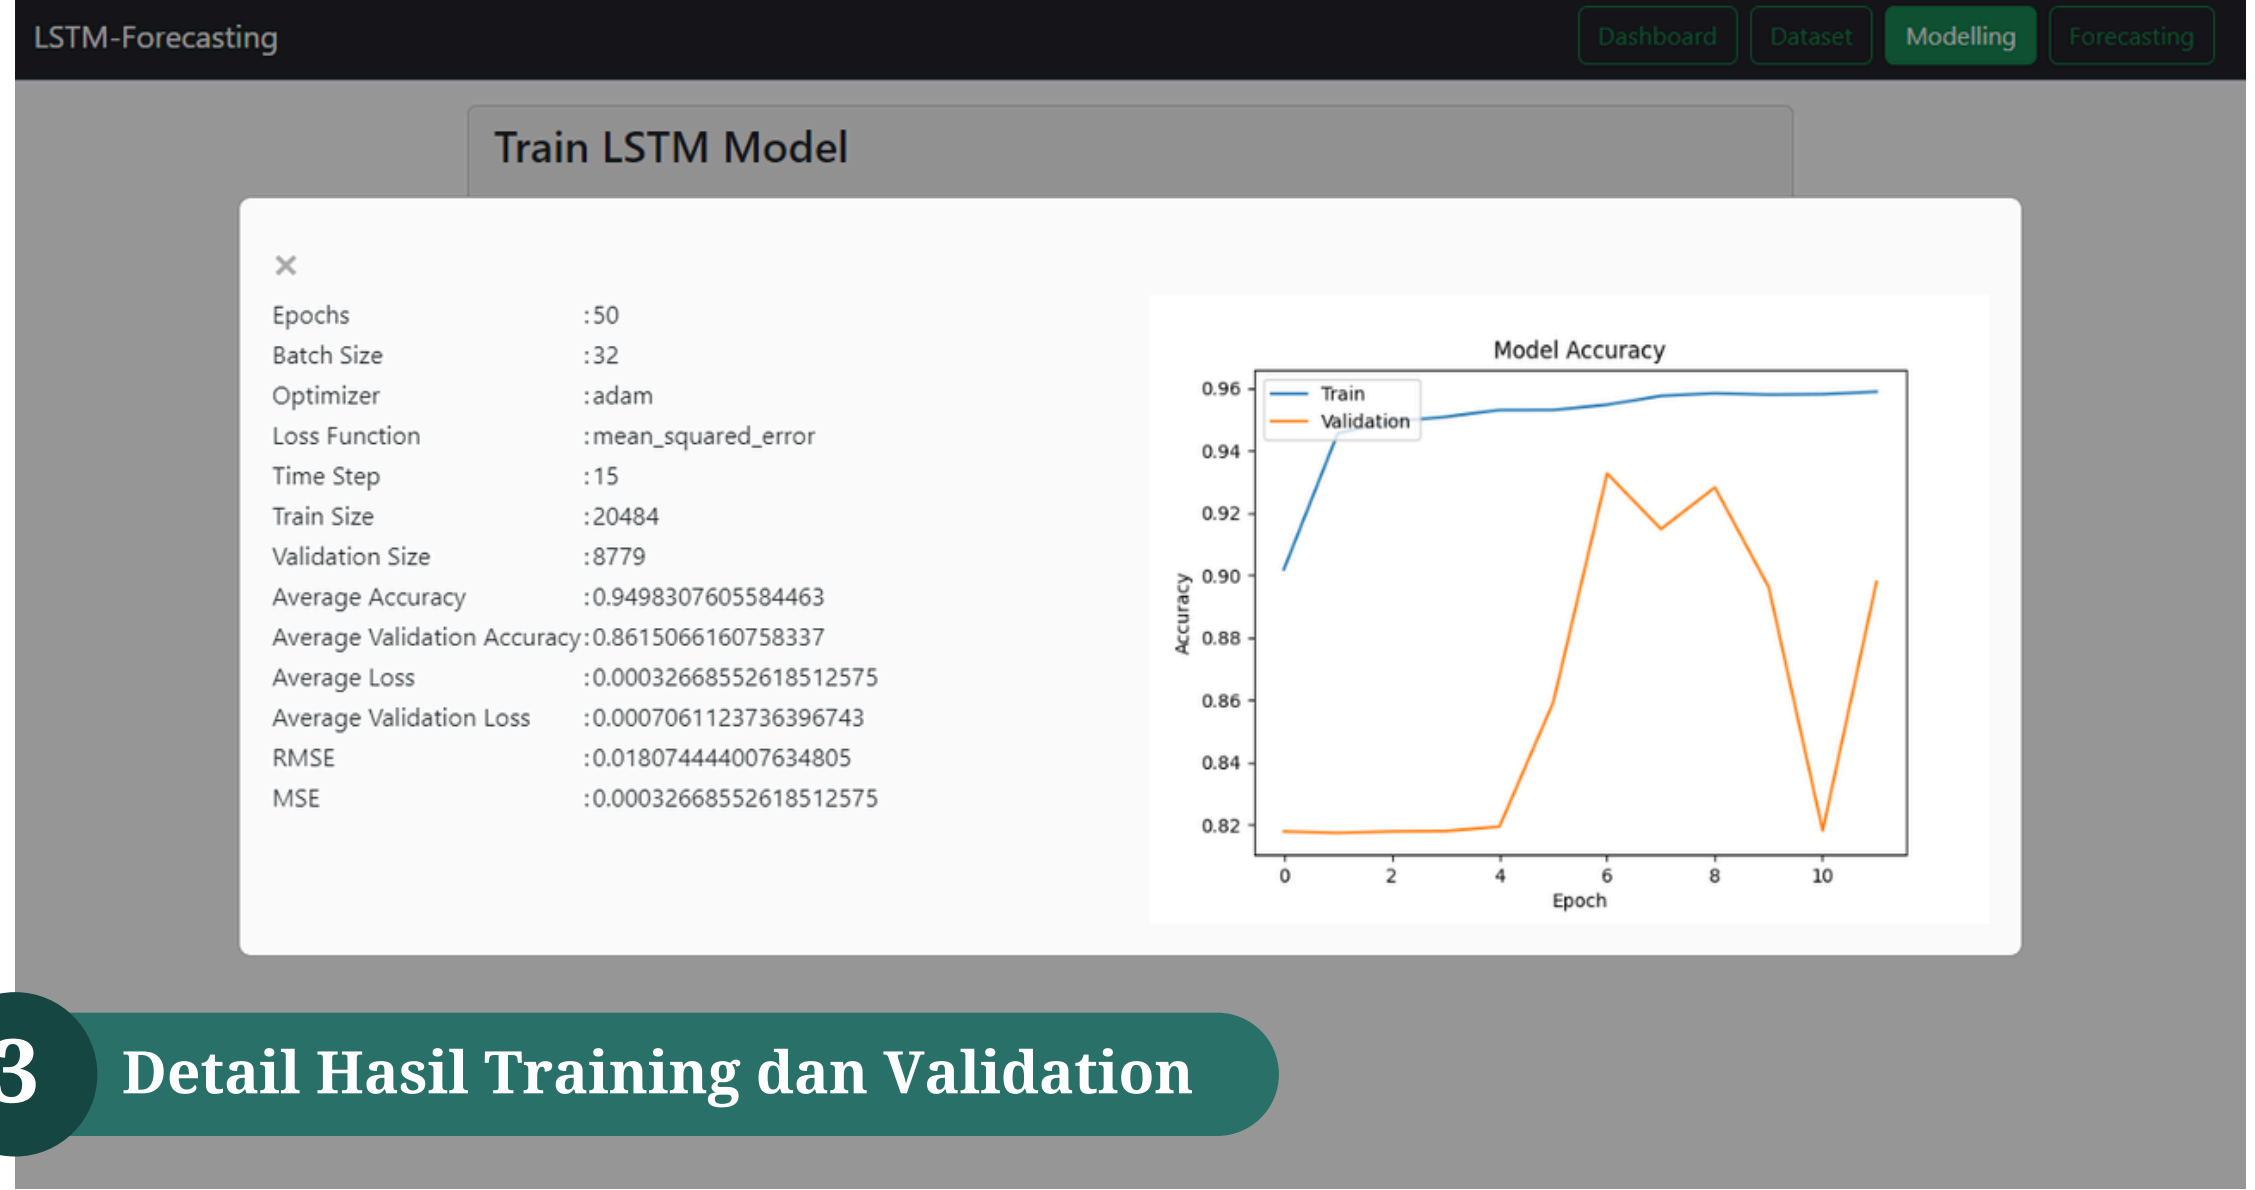 LSTM-Forecasting
Dashboard
Dataset
Modelling
Forecasting
Train LSTM Model
×
Epochs :50
Batch Size :32
Optimizer :adam
Loss Function :mean_squared_error
Time Step :15
Train Size :20484
Validation Size :8779
Average Accuracy :0.9498307605584463
Average Validation Accuracy:0.8615066160758337
Average Loss :0.00032668552618512575
Average Validation Loss :0.0007061123736396743
RMSE :0.018074444007634805
MSE :0.00032668552618512575
Model Accuracy
Train
Validation
0.96
0.94
0.92
0.90
0.88
0.86
0.84
0.82
Accuracy
0 2 4 6 8 10
Epoch
3 Detail Hasil Training dan Validation